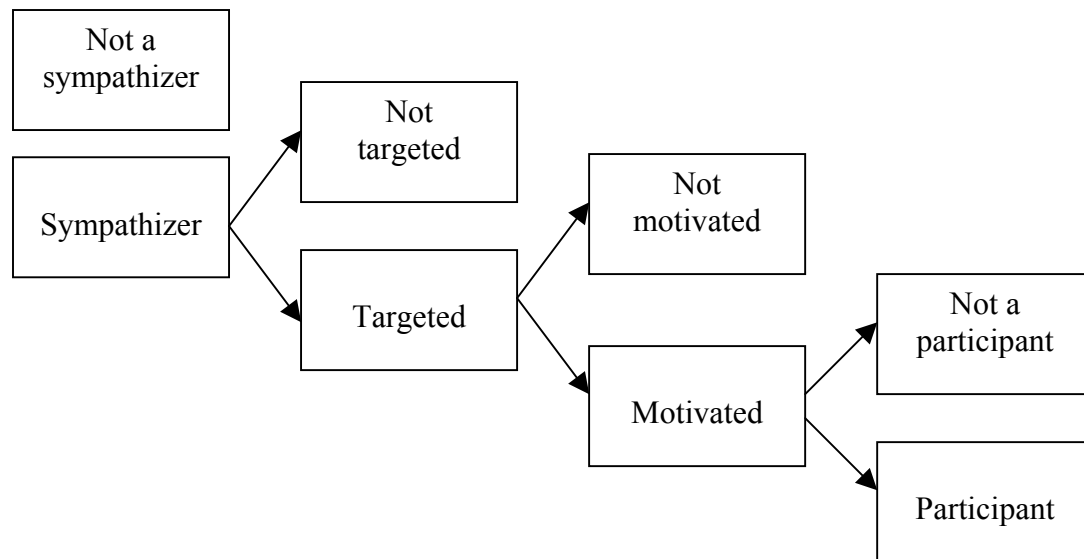 Not a
sympathizer
Sympathizer
Not
targeted
Targeted
Not
motivated
Motivated
Not a
participant
Participant